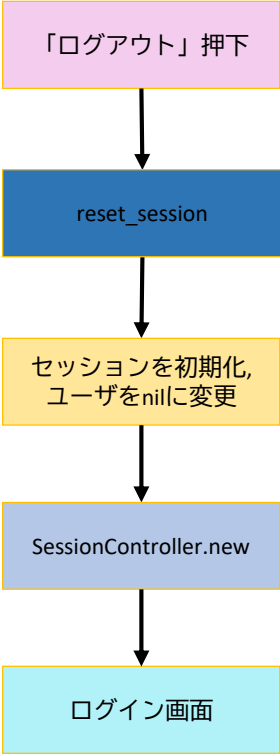 「ログアウト」押下
reset_session
セッションを初期化,
ユーザをnilに変更
SessionController.new
ログイン画面